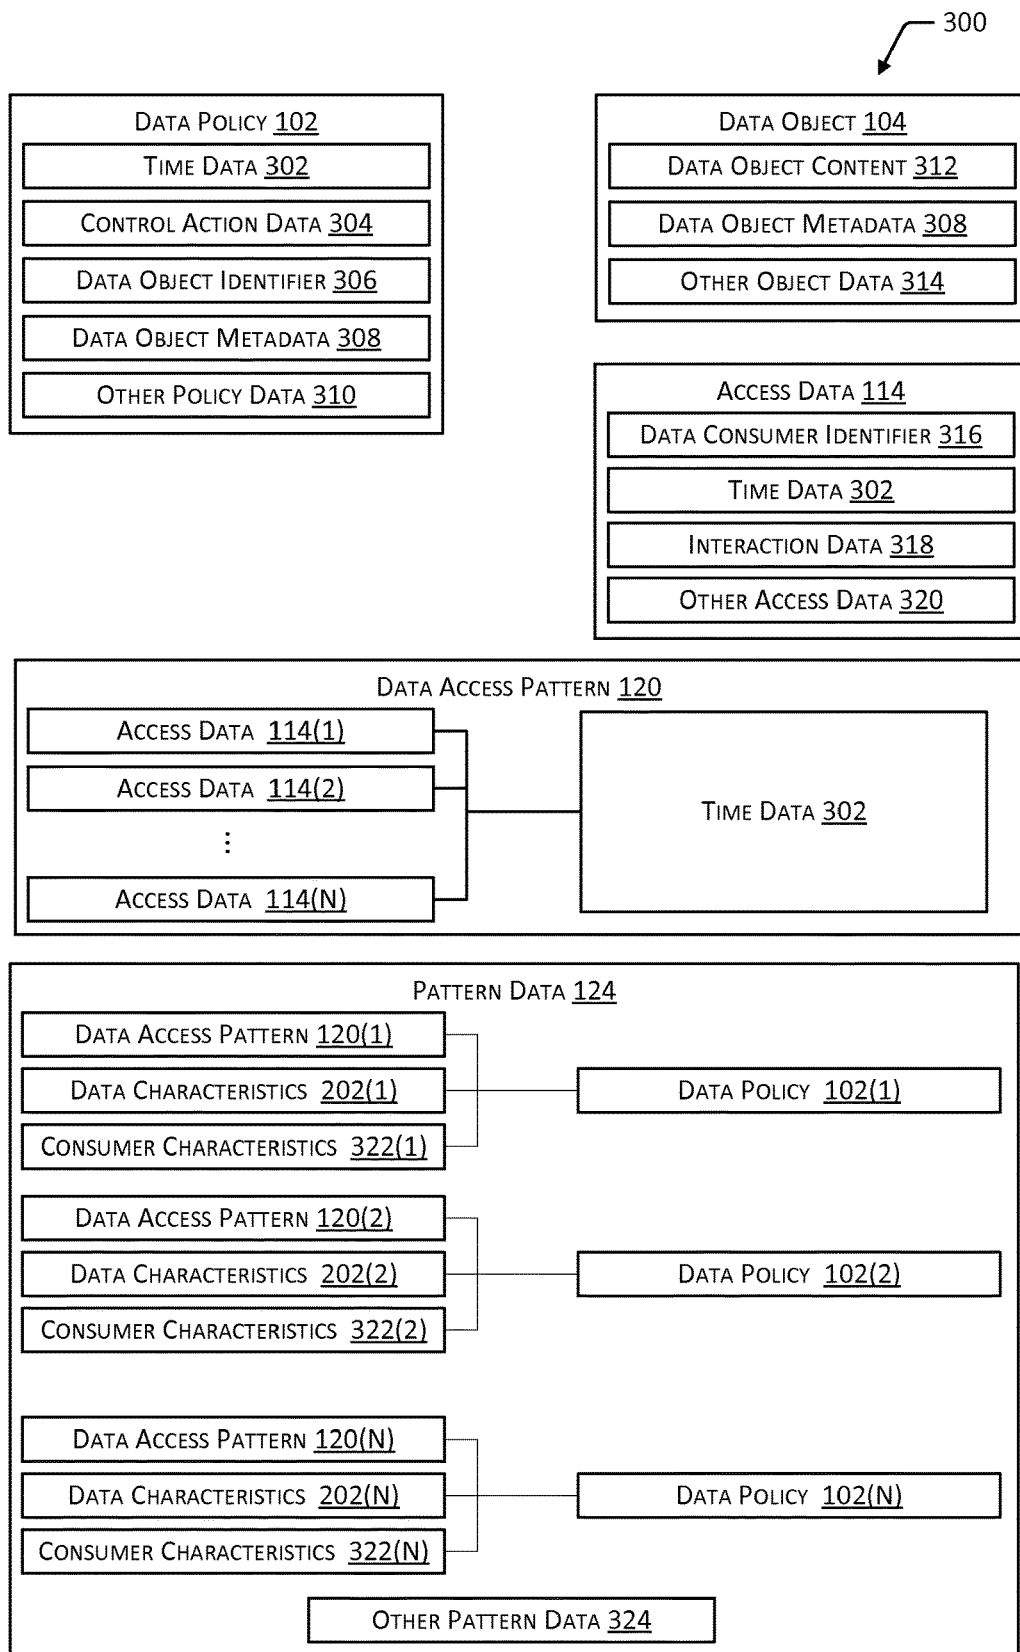 300
DATA POLICY 102
TIME DATA 302
CONTROL ACTION DATA 304
DATA OBJECT IDENTIFIER 306
DATA OBJECT METADATA 308
OTHER POLICY DATA 310
DATA OBJECT 104
DATA OBJECT CONTENT 312
DATA OBJECT METADATA 308
OTHER OBJECT DATA 314
ACCESS DATA 114
DATA CONSUMER IDENTIFIER 316
TIME DATA 302
INTERACTION DATA 318
OTHER ACCESS DATA 320
DATA ACCESS PATTERN 120
ACCESS DATA 114(1)
ACCESS DATA 114(2)
⋮
ACCESS DATA 114(N)
TIME DATA 302
PATTERN DATA 124
DATA ACCESS PATTERN 120(1)
DATA CHARACTERISTICS 202(1)
CONSUMER CHARACTERISTICS 322(1)
DATA POLICY 102(1)
DATA ACCESS PATTERN 120(2)
DATA CHARACTERISTICS 202(2)
CONSUMER CHARACTERISTICS 322(2)
DATA POLICY 102(2)
DATA ACCESS PATTERN 120(N)
DATA CHARACTERISTICS 202(N)
CONSUMER CHARACTERISTICS 322(N)
DATA POLICY 102(N)
OTHER PATTERN DATA 324